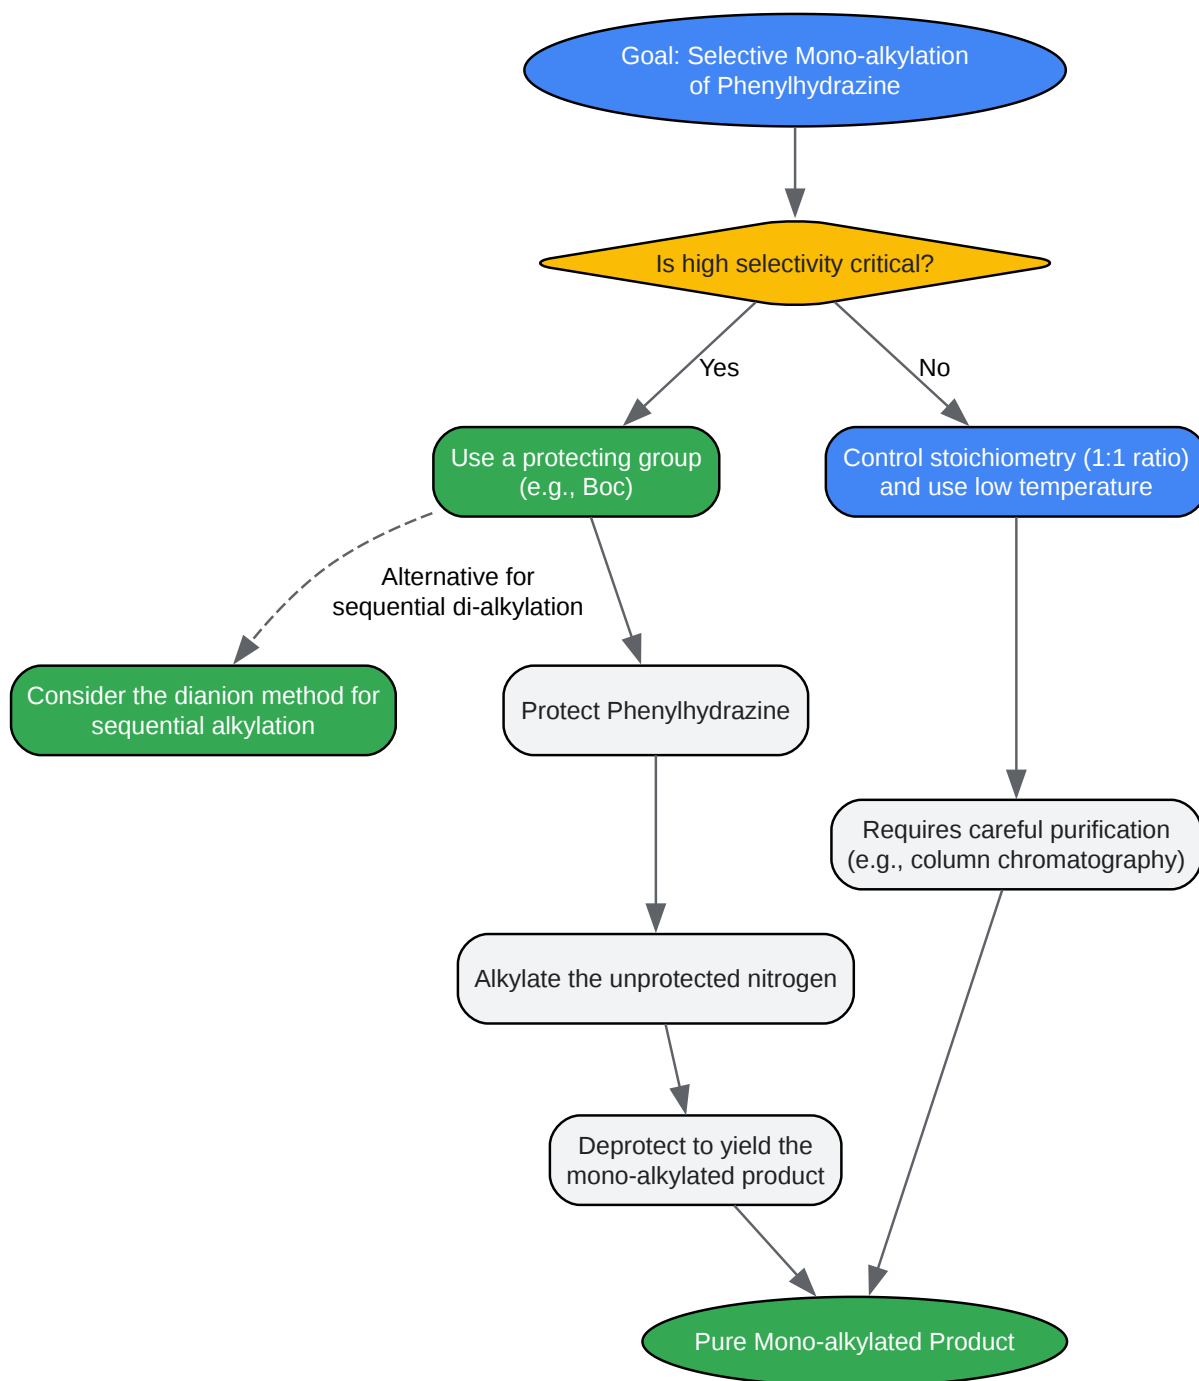 Goal: Selective Mono-alkylation
of Phenylhydrazine
Is high selectivity critical?
Yes
No
Use a protecting group
(e.g., Boc)
Control stoichiometry (1:1 ratio)
and use low temperature
Alternative for
sequential di-alkylation
Consider the dianion method for
sequential alkylation
Protect Phenylhydrazine
Requires careful purification
(e.g., column chromatography)
Alkylate the unprotected nitrogen
Deprotect to yield the
mono-alkylated product
Pure Mono-alkylated Product